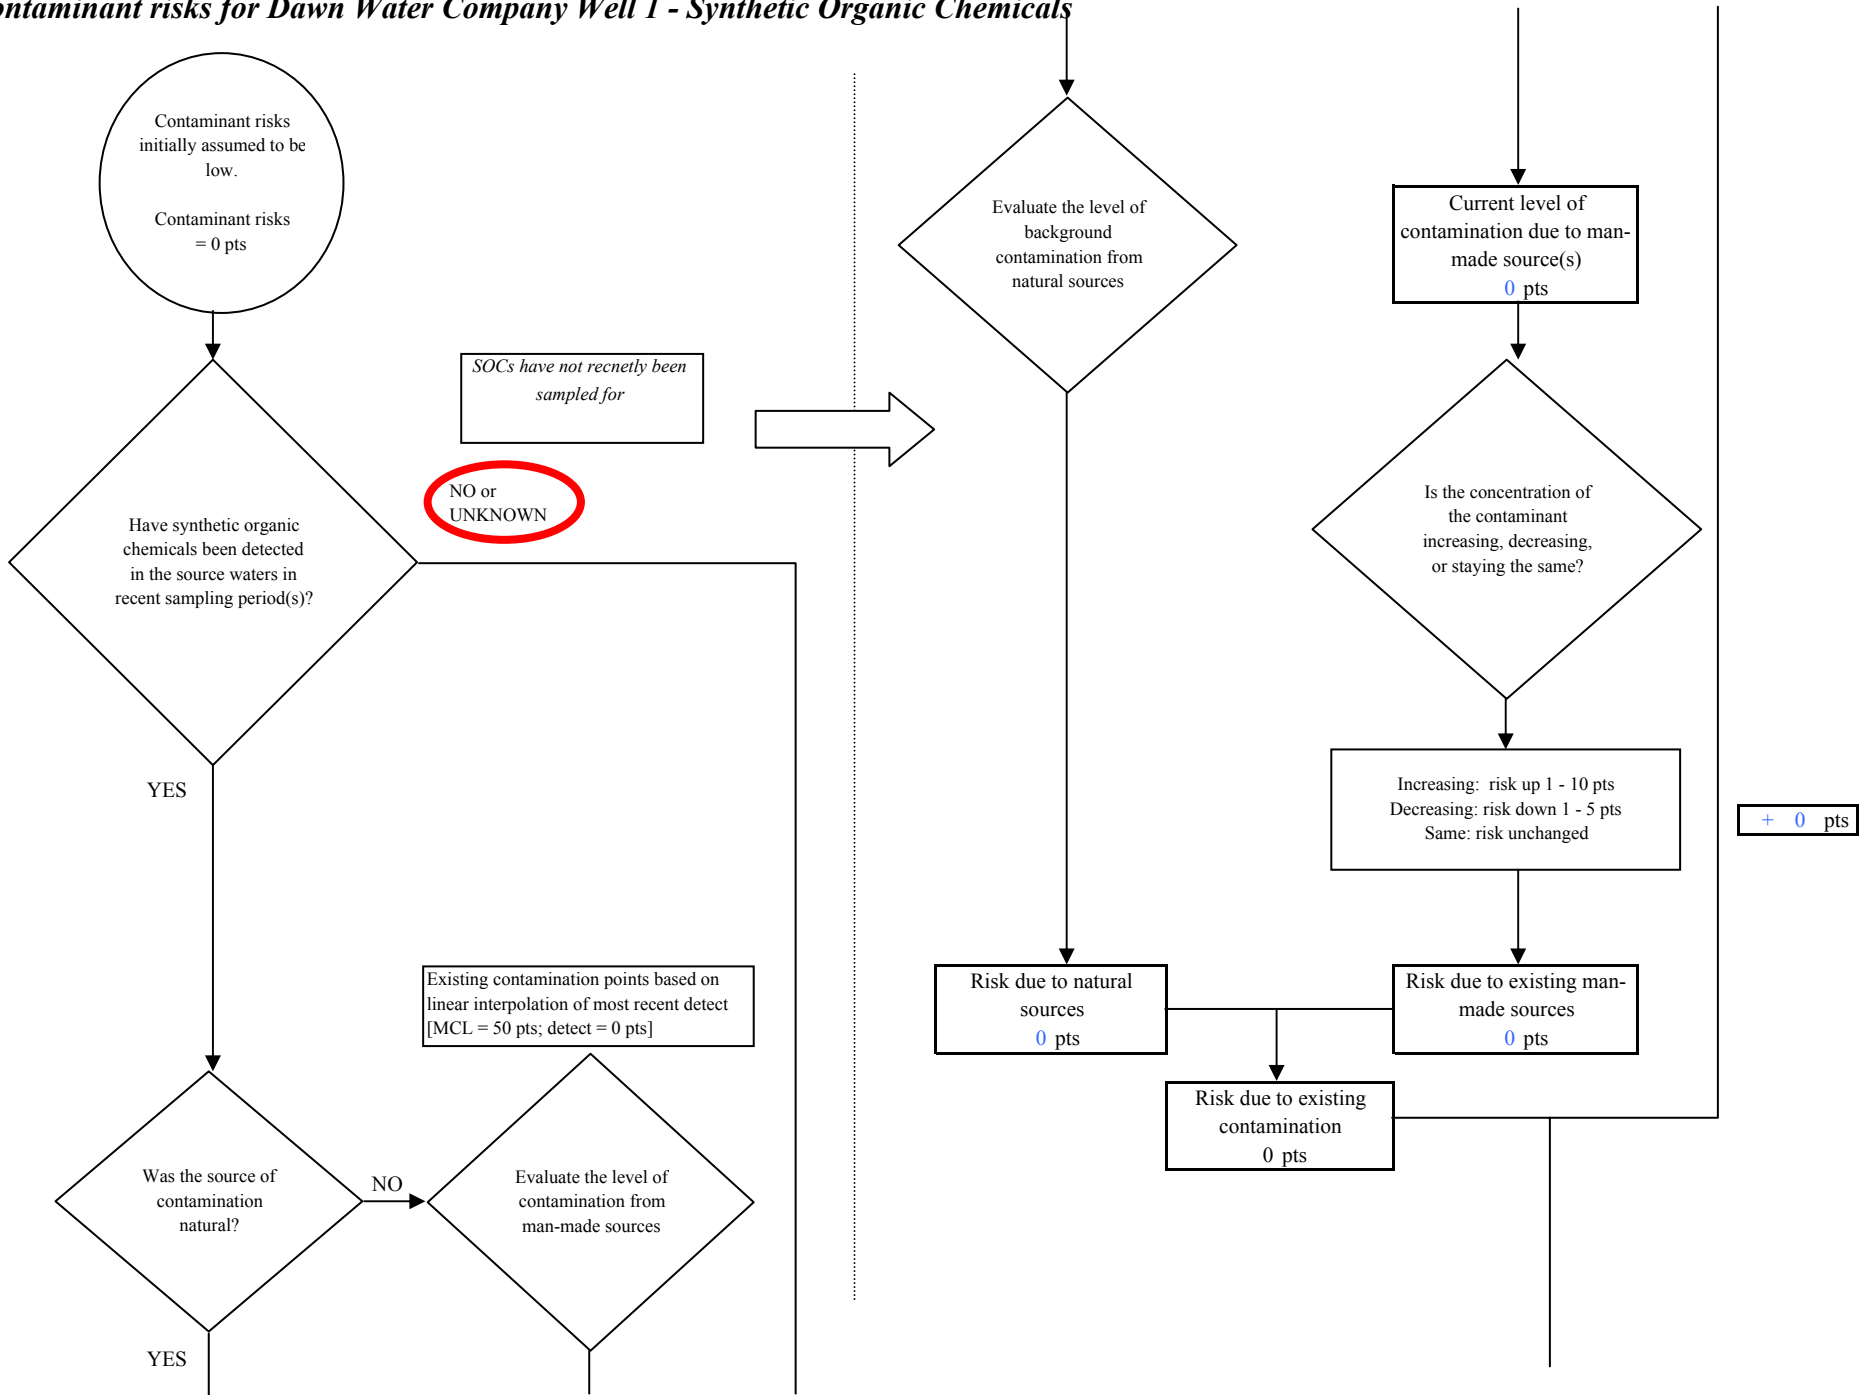 ontaminant risks for Dawn Water Company Well 1 - Synthetic Organic Chemicals
Contaminant risks
initially assumed to be
low.
Contaminant risks
= 0 pts
SOCs have not recnetly been
sampled for
NO or
UNKNOWN
Have synthetic organic
chemicals been detected
in the source waters in
recent sampling period(s)?
YES
Existing contamination points based on
linear interpolation of most recent detect
[MCL = 50 pts; detect = 0 pts]
Was the source of
contamination
natural?
NO
Evaluate the level of
contamination from
man-made sources
YES
Evaluate the level of
background
contamination from
natural sources
Current level of
contamination due to man-
made source(s)
0 pts
Is the concentration of
the contaminant
increasing, decreasing,
or staying the same?
Increasing: risk up 1 - 10 pts
Decreasing: risk down 1 - 5 pts
Same: risk unchanged
+ 0 pts
Risk due to natural
sources
0 pts
Risk due to existing man-
made sources
0 pts
Risk due to existing
contamination
0 pts